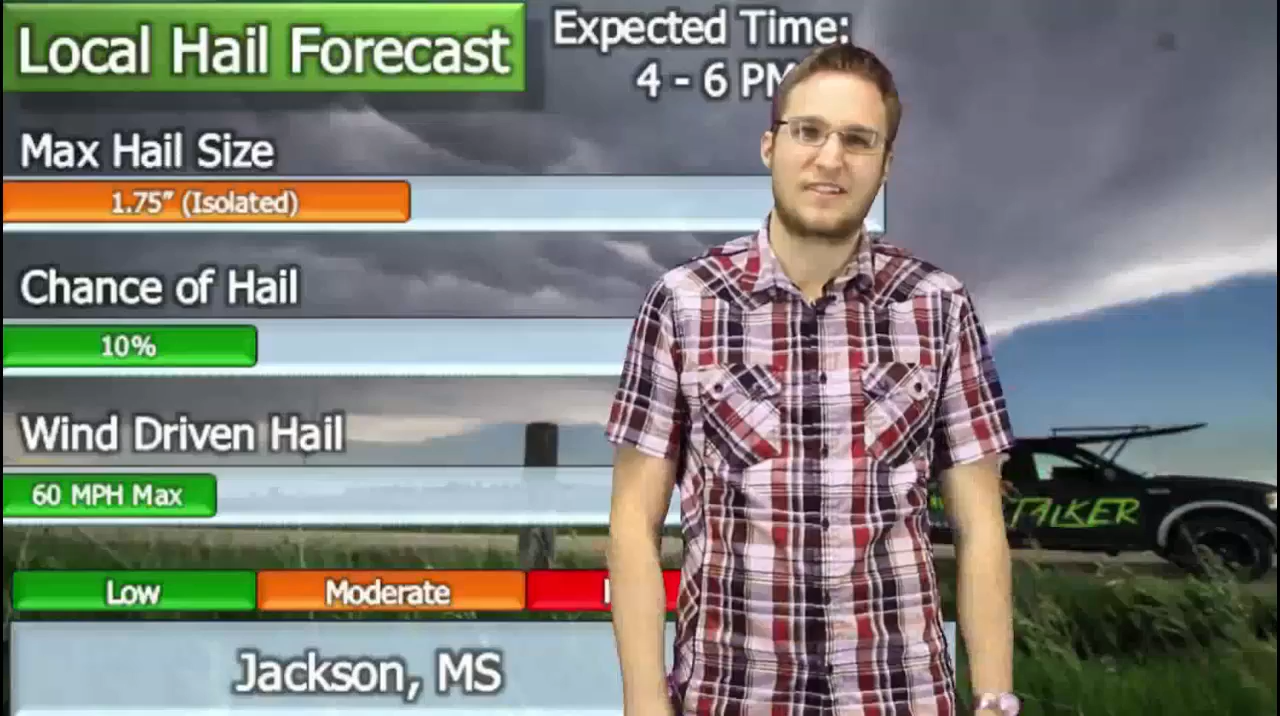 Local Hail Forecast
Expected Time:
4 - 6 PM
Max Hail Size
1.75" (Isolated)
Chance of Hail
10%
Wind Driven Hail
60 MPH Max
TALKER
Low
Moderate
Jackson, MS